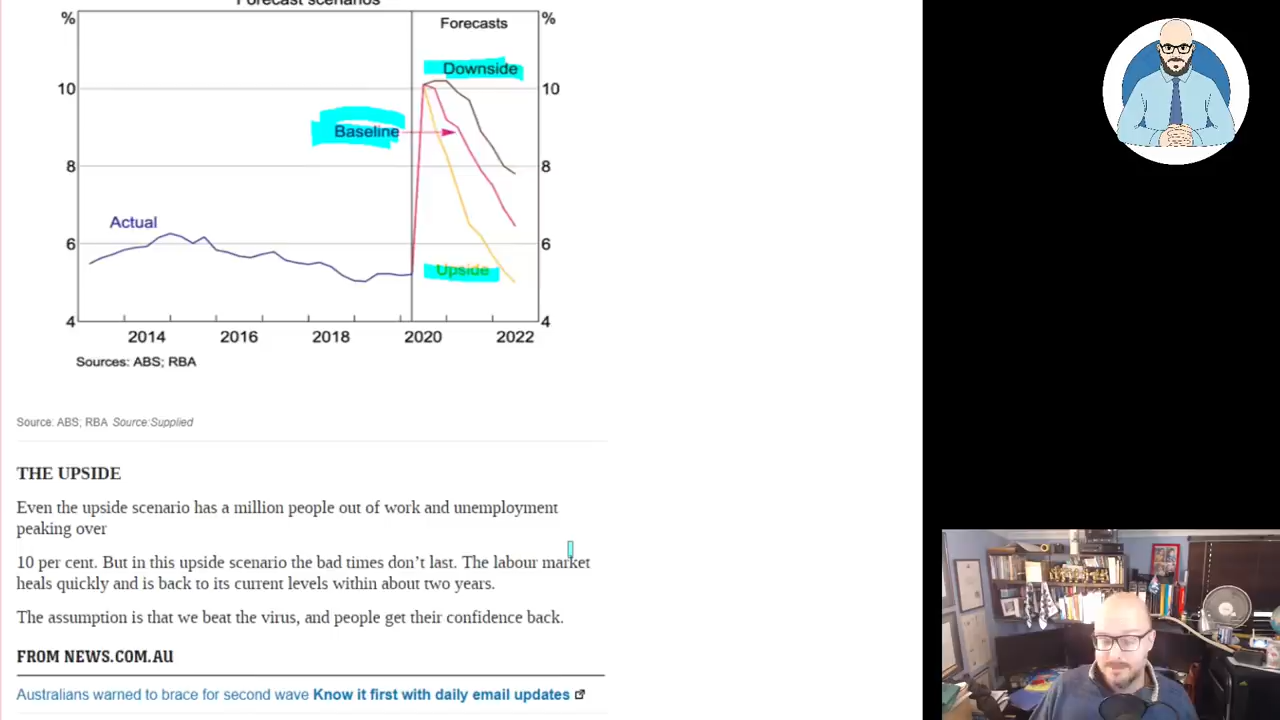 Forecast scenarios
% Forecasts %
Downside
10 10
Baseline
8 8
Actual
6 6
Upside
4 4
2014 2016 2018 2020 2022
Sources: ABS; RBA
Source: ABS; RBA Source:Supplied
THE UPSIDE
Even the upside scenario has a million people out of work and unemployment
peaking over
10 per cent. But in this upside scenario the bad times don’t last. The labour market
heals quickly and is back to its current levels within about two years.
The assumption is that we beat the virus, and people get their confidence back.
FROM NEWS.COM.AU
Australians warned to brace for second wave Know it first with daily email updates